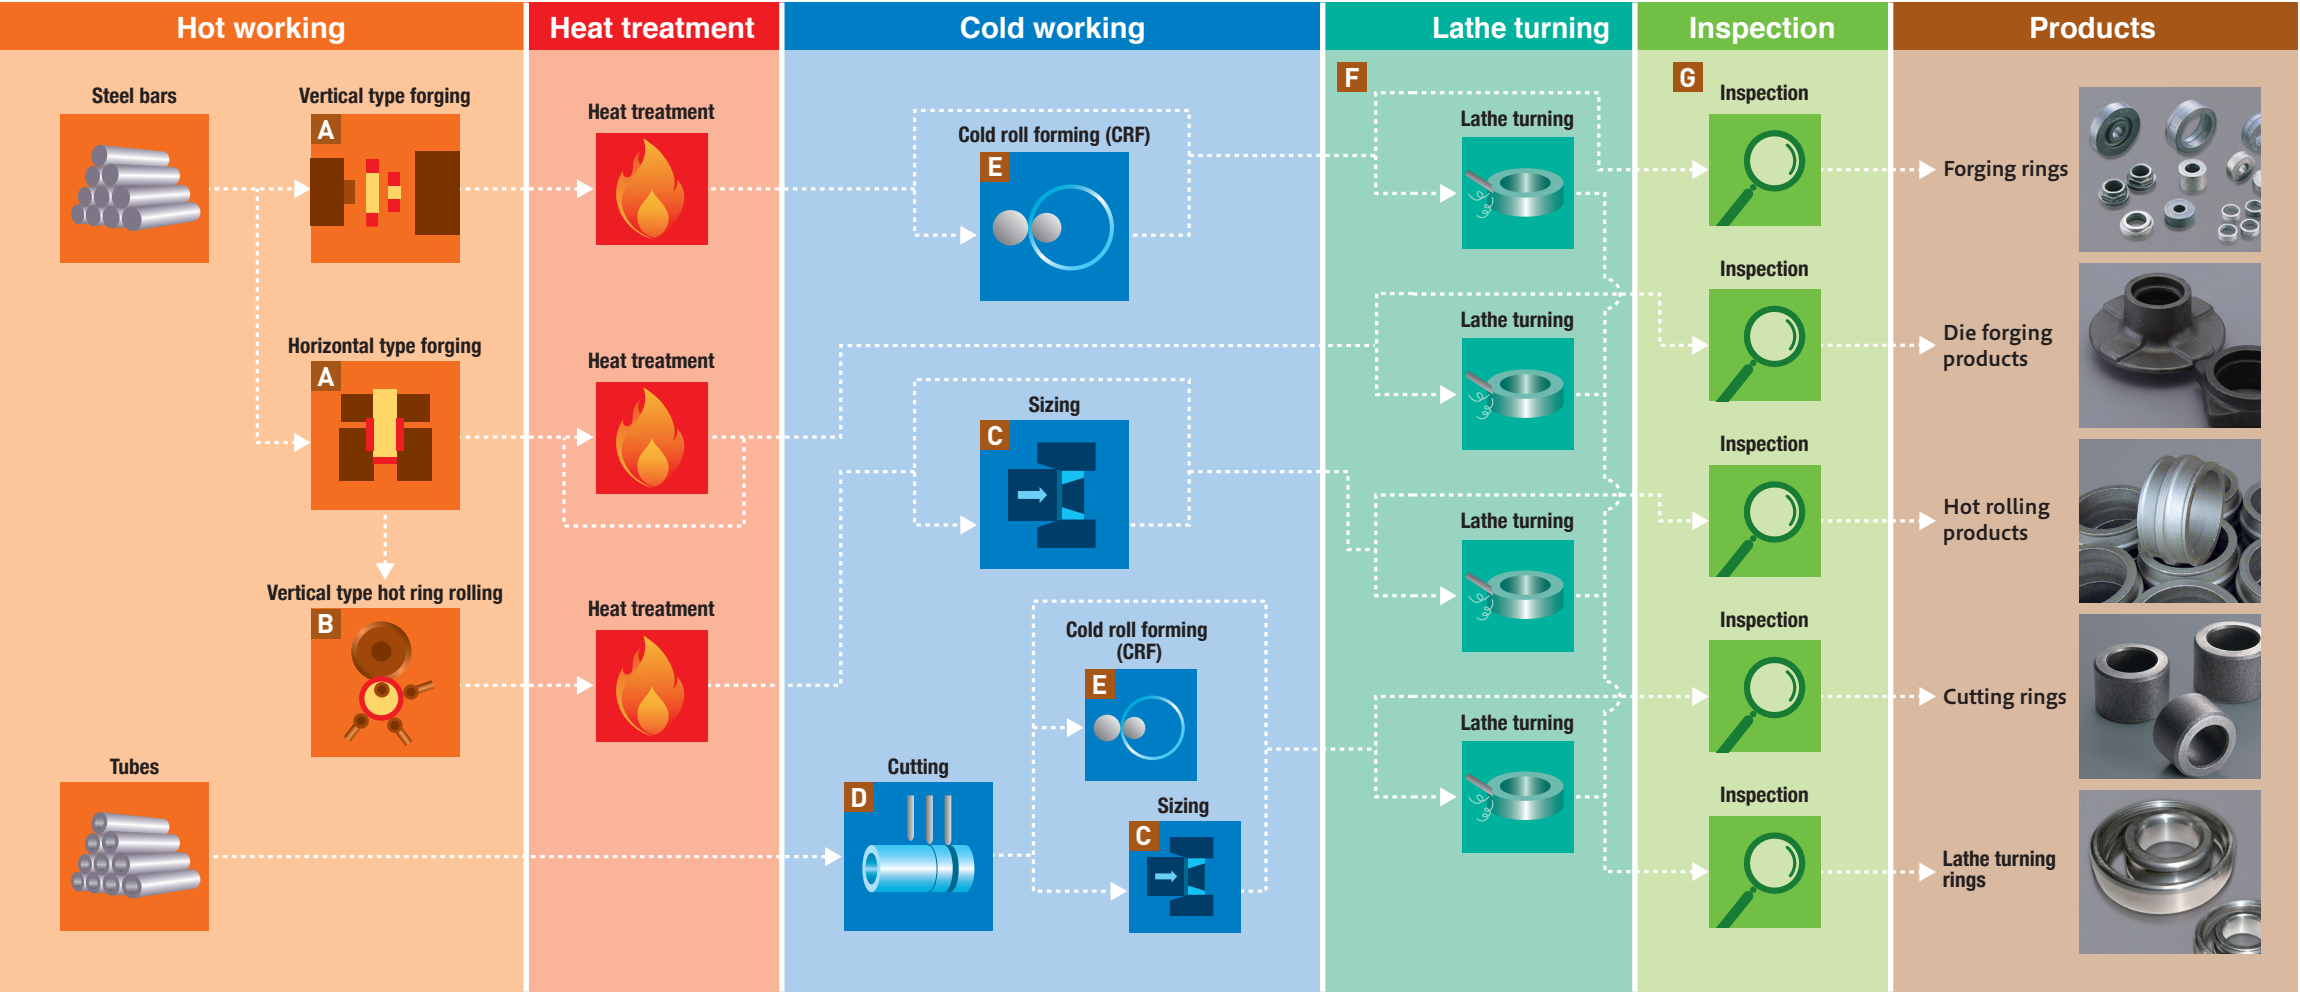 Hot working
Heat treatment
Cold working
Lathe turning
Inspection
Products
Steel bars
Vertical type forging
A
Horizontal type forging
A
Vertical type hot ring rolling
B
Tubes
Heat treatment
Heat treatment
Heat treatment
Cold roll forming (CRF)
E
Sizing
C
Cold roll forming
(CRF)
E
Cutting
D
Sizing
C
F
Lathe turning
Lathe turning
Lathe turning
Lathe turning
G
Inspection
Inspection
Inspection
Inspection
Inspection
Forging rings
Die forging
products
Hot rolling
products
Cutting rings
Lathe turning
rings